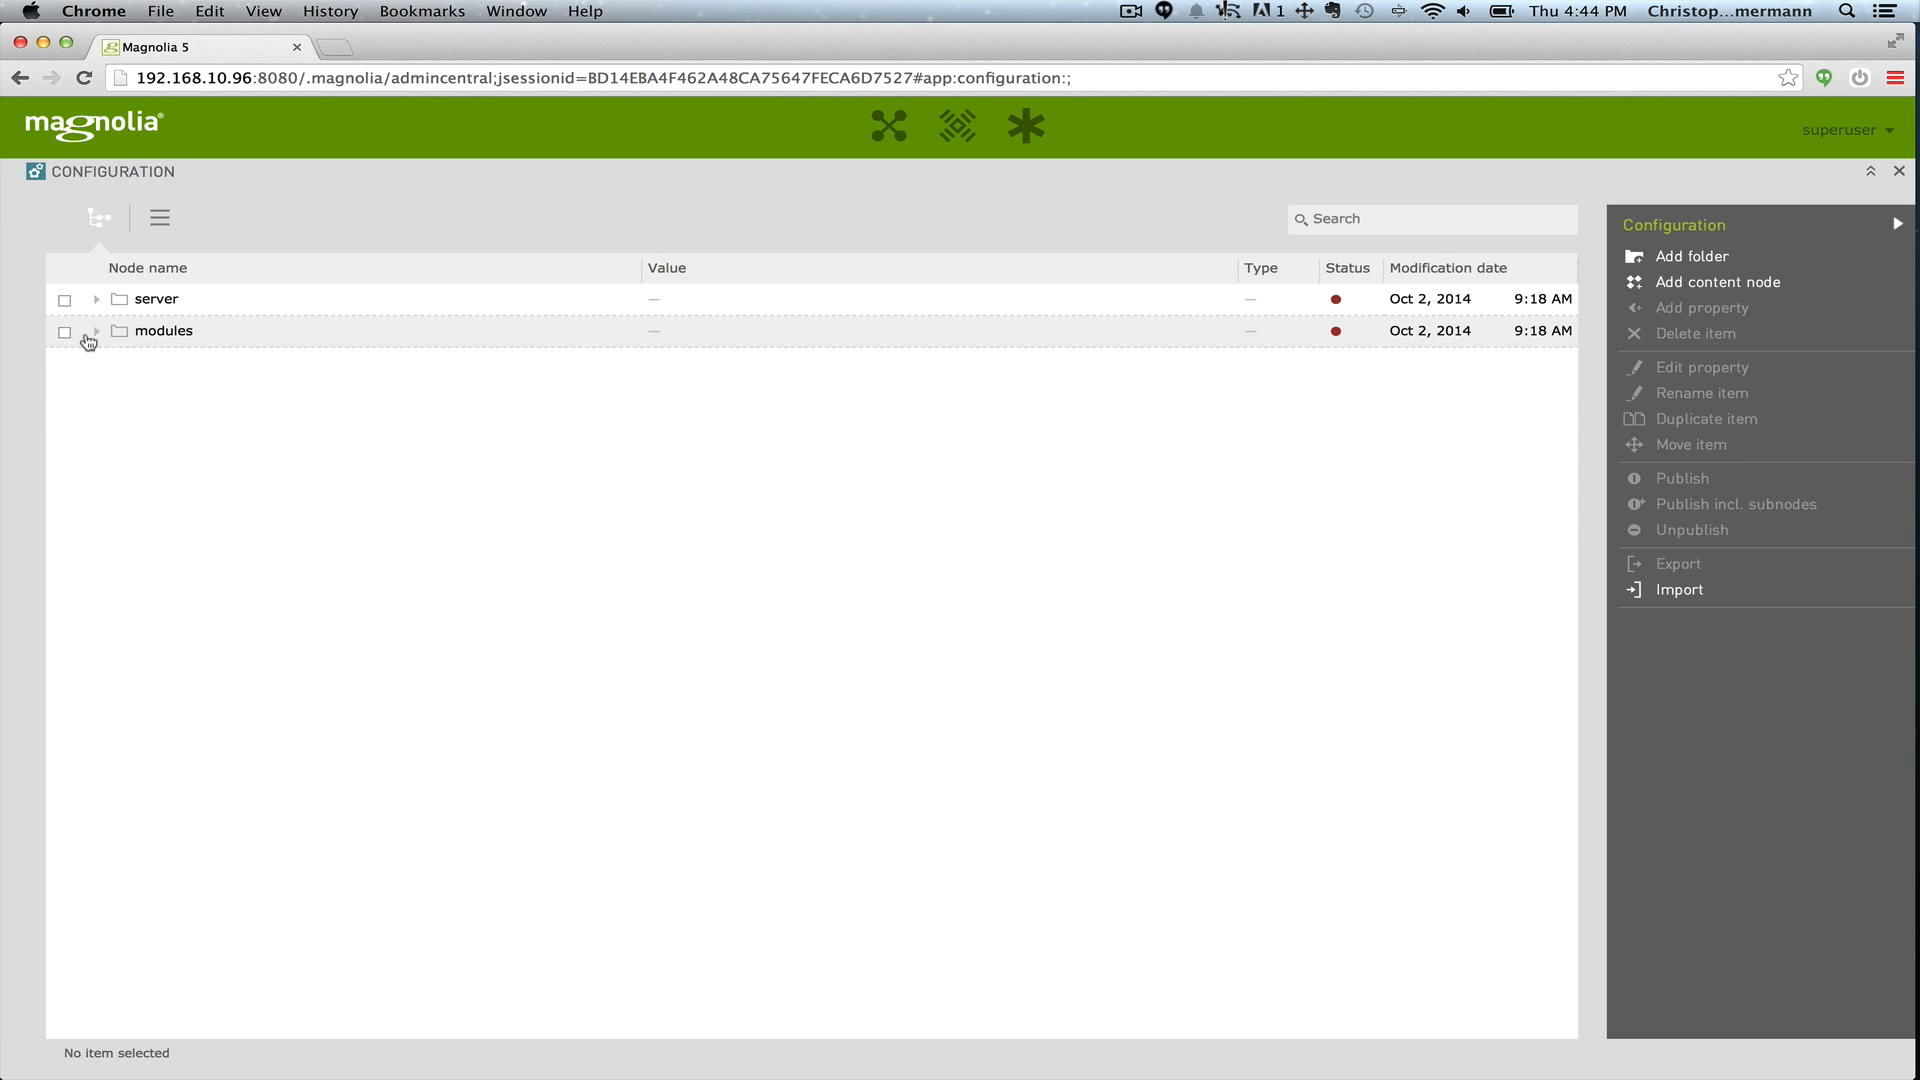 Chrome File Edit View History Bookmarks Window Help 1 Thu 4:44 PM Christop...mermann
Magnolia 5
192.168.10.96:8080/.magnolia/admincentral;jsessionid=BD14EBA4F462A48CA75647FECA6D7527#app:configuration:;
magnolia®
superuser
CONFIGURATION
Search
Node name Value Type Status Modification date
server — — Oct 2, 2014 9:18 AM
modules — — Oct 2, 2014 9:18 AM
Configuration
Add folder
Add content node
Add property
Delete item
Edit property
Rename item
Duplicate item
Move item
Publish
Publish incl. subnodes
Unpublish
Export
Import
No item selected